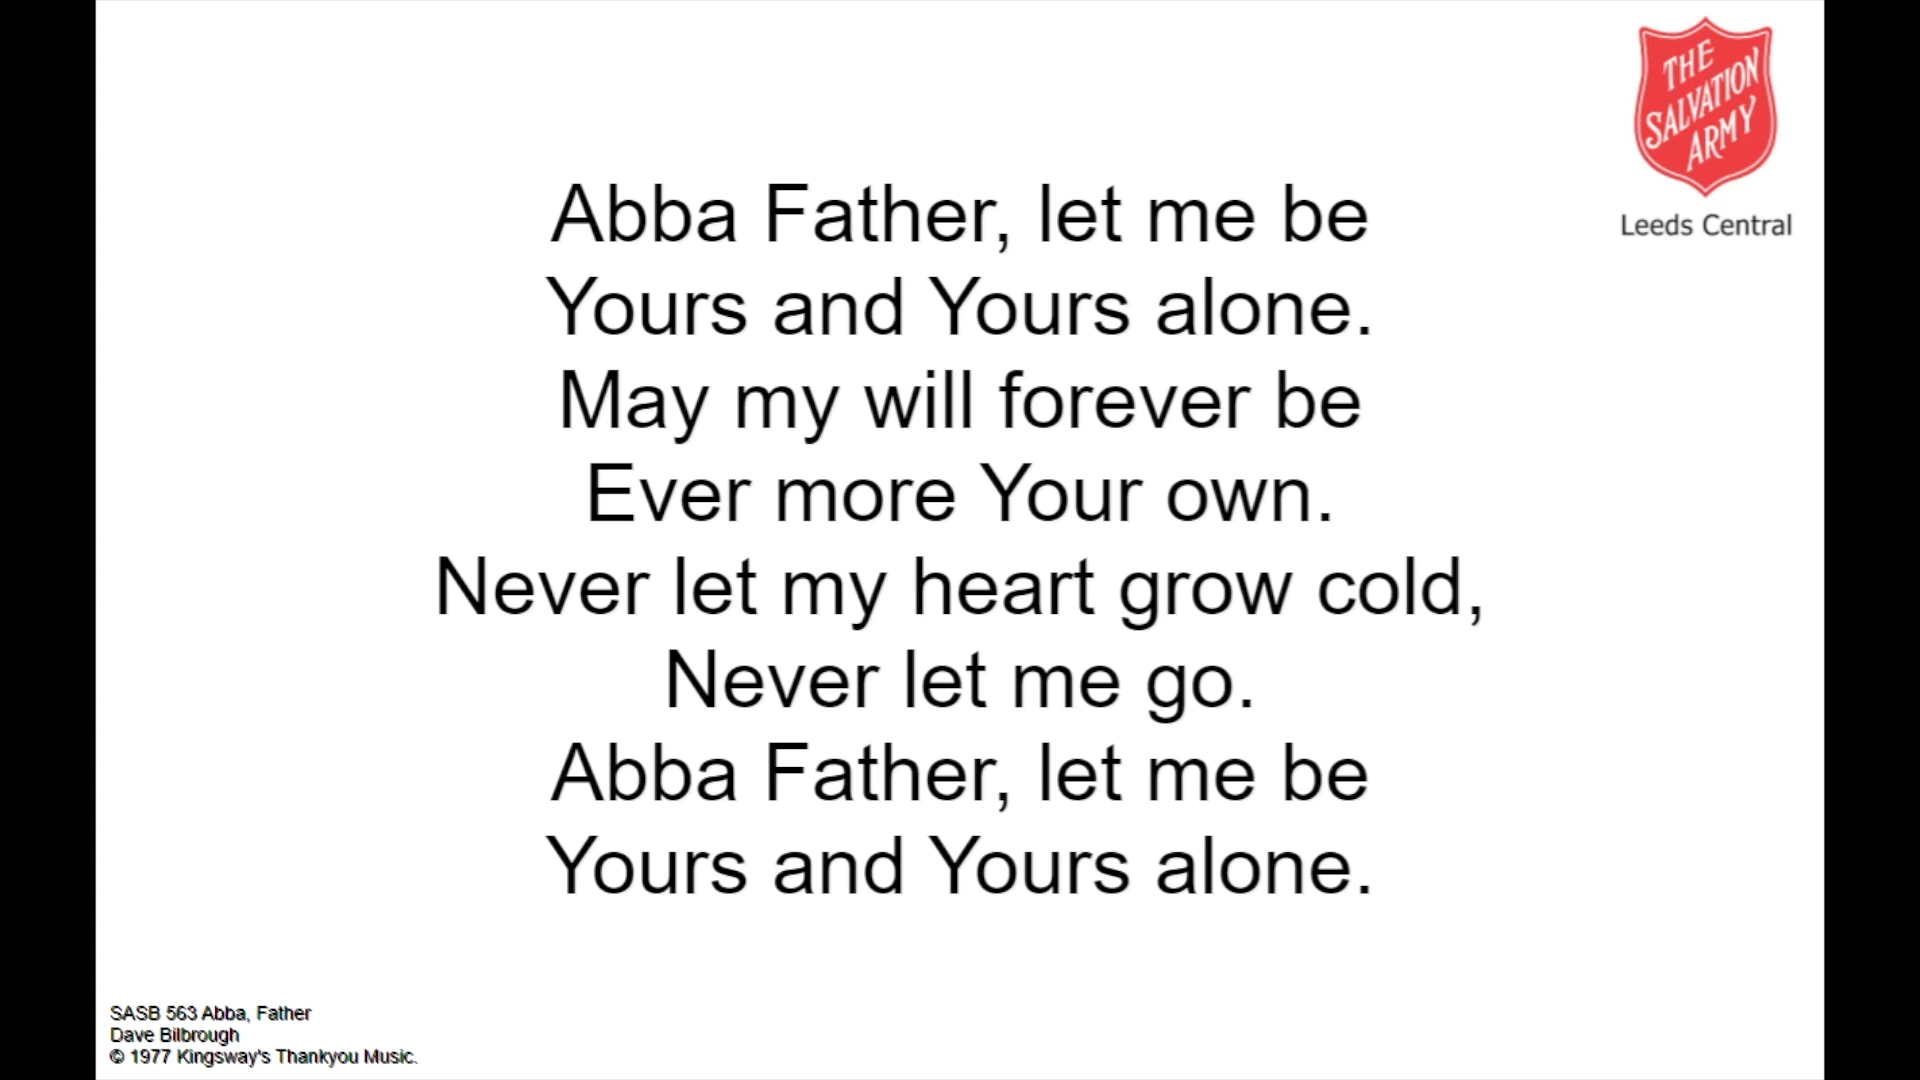 THE
SALVATION
ARMY
Leeds Central
Abba Father, let me be
Yours and Yours alone.
May my will forever be
Ever more Your own.
Never let my heart grow cold,
Never let me go.
Abba Father, let me be
Yours and Yours alone.
SASB 563 Abba, Father
Dave Bilbrough
© 1977 Kingsway's Thankyou Music.